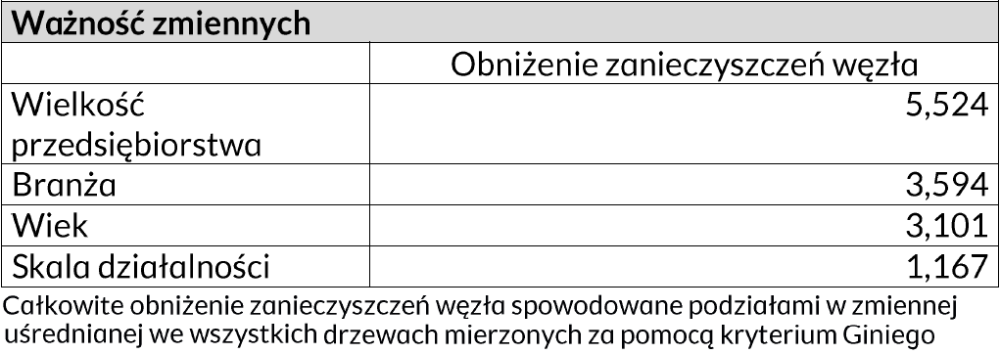 Ważność zmiennych
Obniżenie zanieczyszczeń węzła
Wielkość 5,524
przedsiębiorstwa
Branża 3,594
Wiek 3,101
Skala działalności 1,167
Całkowite obniżenie zanieczyszczeń węzła spowodowane podziałami w zmiennej
uśrednianej we wszystkich drzewach mierzonych za pomocą kryterium Giniego